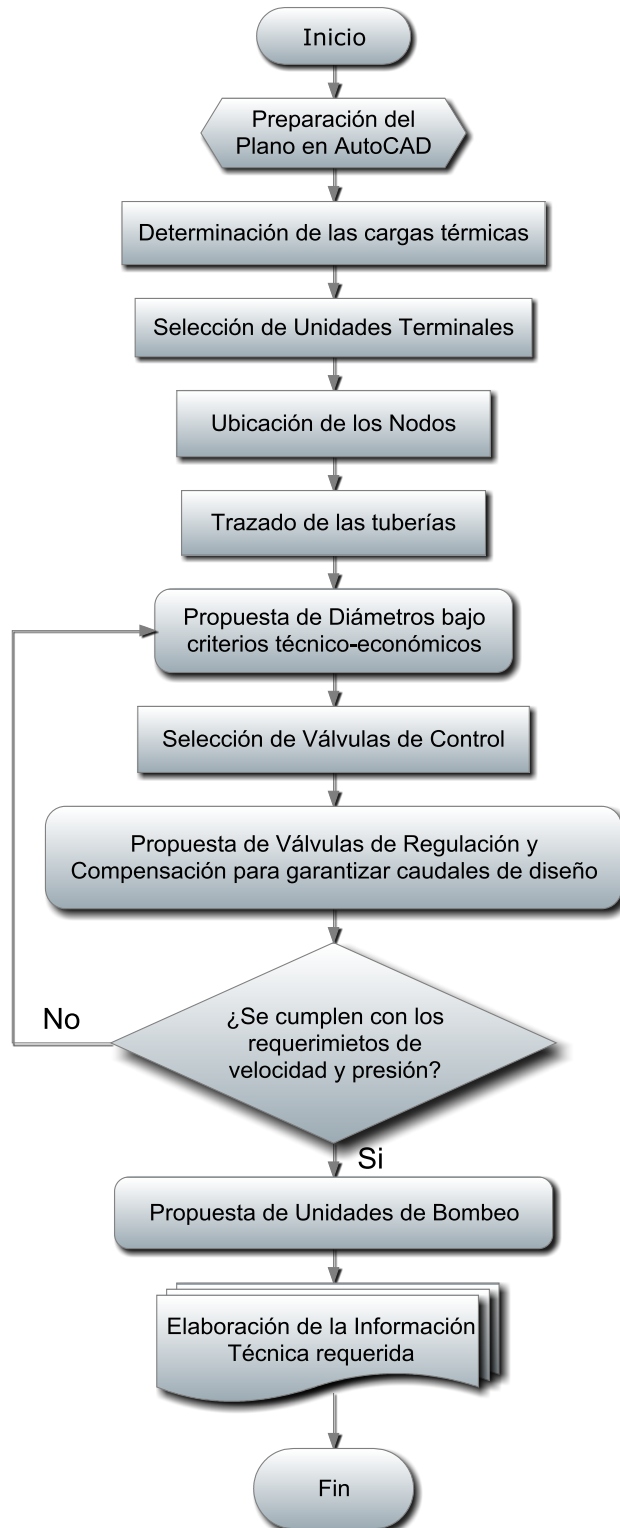 Inicio
Preparación del
Plano en AutoCAD
Determinación de las cargas térmicas
Selección de Unidades Terminales
Ubicación de los Nodos
Trazado de las tuberías
Propuesta de Diámetros bajo
criterios técnico-económicos
Selección de Válvulas de Control
Propuesta de Válvulas de Regulación y
Compensación para garantizar caudales de diseño
¿Se cumplen con los
requerimietos de
velocidad y presión?
No
Si
Propuesta de Unidades de Bombeo
Elaboración de la Información
Técnica requerida
Fin